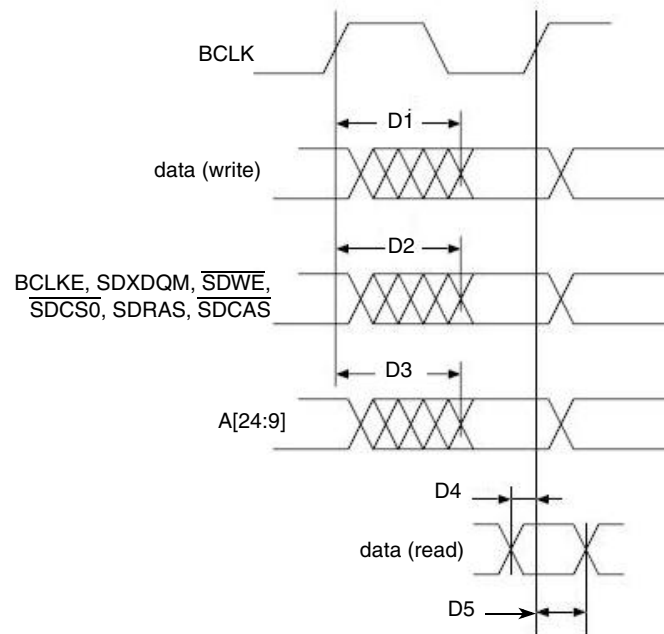 BCLK
D1
data (write)
D2
BCLKE, SDXDQM, SDWE,
SDCS0, SDRAS, SDCAS
D3
A[24:9]
D4
data (read)
D5